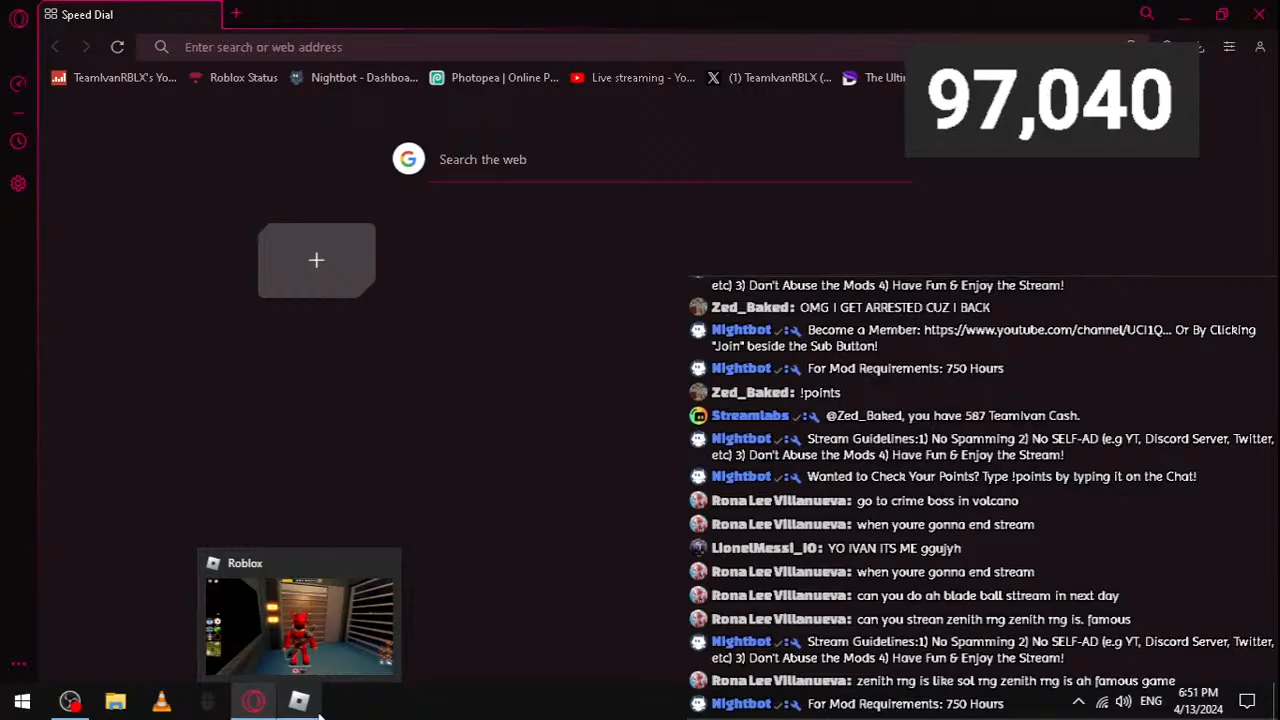 Speed Dial
Enter search or web address
TeamIvanRBLX's Yo...
Roblox Status
Nightbot - Dashboa...
Photopea | Online P...
Live streaming - Yo...
(1) TeamIvanRBLX (...
The Ulti
97,040
Search the web
etc) 3) Don't Abuse the Mods 4) Have Fun & Enjoy the Stream!
Zed_Baked: OMG I GET ARRESTED CUZ I BACK
Nightbot: Become a Member: https://www.youtube.com/channel/UCI1Q... Or By Clicking
"Join" beside the Sub Button!
Nightbot: For Mod Requirements: 750 Hours
Zed_Baked: !points
Streamlabs: @Zed_Baked, you have 587 TeamIvan Cash.
Nightbot: Stream Guidelines:1) No Spamming 2) No SELF-AD (e.g YT, Discord Server, Twitter,
etc) 3) Don't Abuse the Mods 4) Have Fun & Enjoy the Stream!
Nightbot: Wanted to Check Your Points? Type !points by typing it on the Chat!
Rona Lee Villanueva: go to crime boss in volcano
Rona Lee Villanueva: when youre gonna end stream
LionelMessi_10: YO IVAN ITS ME ggujyh
Rona Lee Villanueva: when youre gonna end stream
Rona Lee Villanueva: can you do ah blade ball sttream in next day
Rona Lee Villanueva: can you strean zenith rng zenith rng is. famous
Nightbot: Stream Guidelines:1) No Spamming 2) No SELF-AD (e.g YT, Discord Server, Twitter,
etc) 3) Don't Abuse the Mods 4) Have Fun & Enjoy the Stream!
Rona Lee Villanueva: zenith rng is like sol rng zenith rng is ah famous game
Nightbot: For Mod Requirements: 750 Hours
Roblox
ENG
6:51 PM
4/13/2024